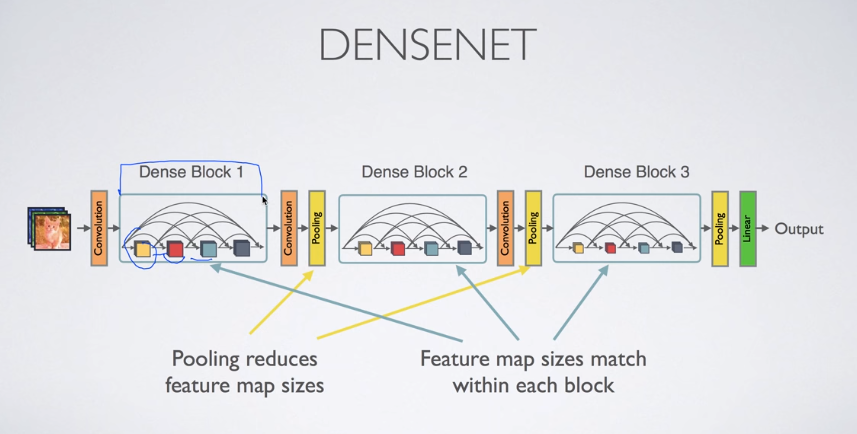 DENSENET
Dense Block 1
Dense Block 2
Dense Block 3
Convolution
Convolution
Pooling
Convolution
Pooling
Pooling
Linear
Output
Pooling reduces
feature map sizes
Feature map sizes match
within each block